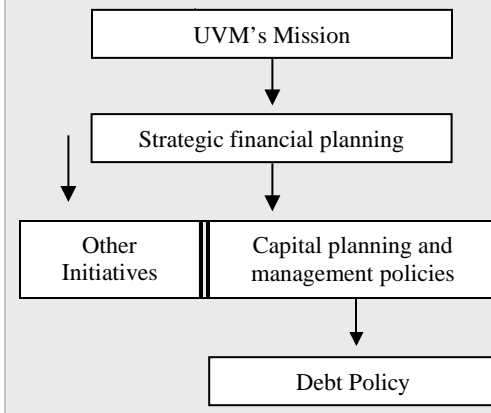 UVM’s Mission
Strategic financial planning
Other
Initiatives
Capital planning and
management policies
Debt Policy